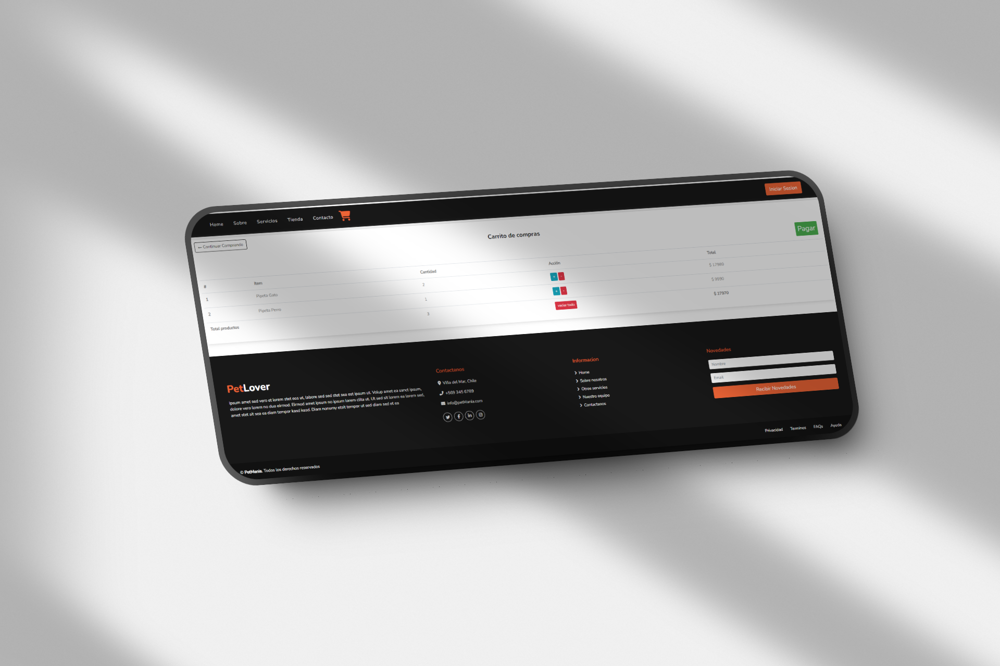 Home Sobre Servicios Tienda Contacto
Iniciar Sesion
← Continuar Comprando
Carrito de compras
Pagar
# Item Cantidad Acción Total
1 Pipeta Gato 2 + - $ 17980
2 Pipeta Perro 1 + - $ 9990
Total productos 3 vaciar todo $ 27970
PetLover
Ipsum amet sed vero et lorem stet eos ut, labore sed sed stet sea est ipsum ut. Volup amet ea sanct ipsum,
dolore vero lorem no duo eirmod. Eirmod amet ipsum no ipsum lorem clita ut. Ut sed sit lorem ea lorem sed,
amet stet sit sea ea diam tempor kasd kasd. Diam nonumy etsit tempor ut sed diam sed et ea
Contactanos
Viña del Mar, Chile
+569 345 6789
info@petMania.com
Informacion
Home
Sobre nosotros
Otros servicios
Nuestro equipo
Contactanos
Novedades
Nombre
Email
Recibir Novedades
© PetMania. Todos los derechos reservados
Privacidad Terminos FAQs Ayuda